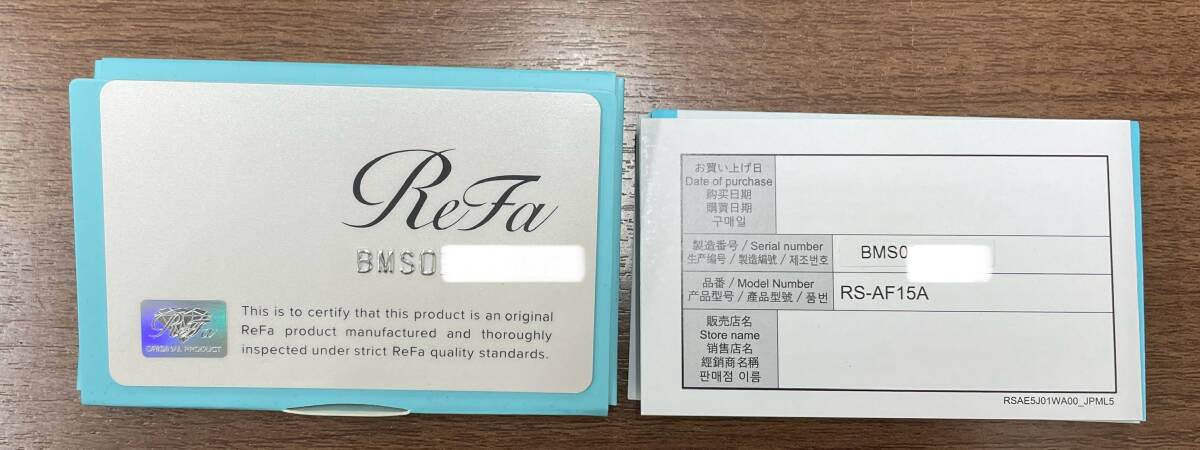 ReFa
BMS0
ReFa
ORIGINAL PRODUCT
This is to certify that this product is an original
ReFa product manufactured and thoroughly
inspected under strict ReFa quality standards.
お買い上げ日
Date of purchase
购买日期
購買日期
구매일
製造番号 / Serial number
生产编号 / 製造編號 / 제조번호
BMS0
品番 / Model Number
产品型号 / 產品型號 / 품번
RS-AF15A
販売店名
Store name
销售店名
經銷商名稱
판매점 이름
RSAE5J01WA00_JPML5